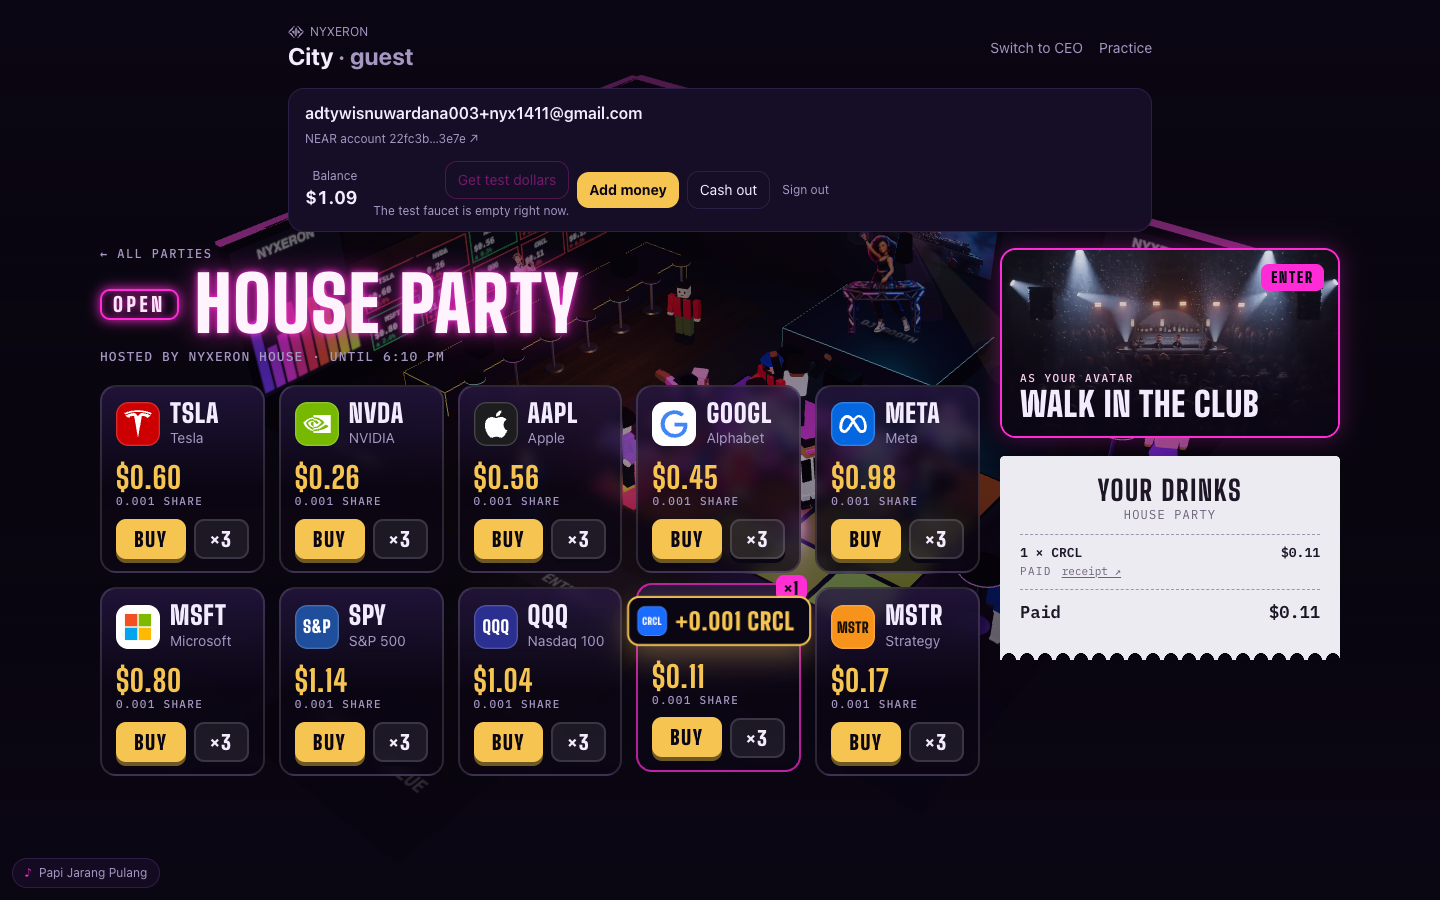 NYXERON
City · guest
Switch to CEO Practice
adtywisnuwardana003+nyx1411@gmail.com
NEAR account 22fc3b...3e7e ↗
Balance
$1.09
Get test dollars
The test faucet is empty right now.
Add money
Cash out
Sign out
NYXERON
← ALL PARTIES
OPEN
HOUSE PARTY
HOSTED BY NYXERON HOUSE · UNTIL 6:10 PM
TSLA
Tesla
$0.60
0.001 SHARE
BUY ×3
NVDA
NVIDIA
$0.26
0.001 SHARE
BUY ×3
AAPL
Apple
$0.56
0.001 SHARE
BUY ×3
GOOGL
Alphabet
$0.45
0.001 SHARE
BUY ×3
META
Meta
$0.98
0.001 SHARE
BUY ×3
MSFT
Microsoft
$0.80
0.001 SHARE
BUY ×3
S&P
SPY
S&P 500
$1.14
0.001 SHARE
BUY ×3
QQQ
QQQ
Nasdaq 100
$1.04
0.001 SHARE
BUY ×3
×1
CRCL
+0.001 CRCL
$0.11
0.001 SHARE
BUY ×3
MSTR
MSTR
Strategy
$0.17
0.001 SHARE
BUY ×3
ENTER
AS YOUR AVATAR
WALK IN THE CLUB
YOUR DRINKS
HOUSE PARTY
1 × CRCL $0.11
PAID receipt ↗
Paid $0.11
♪ Papi Jarang Pulang